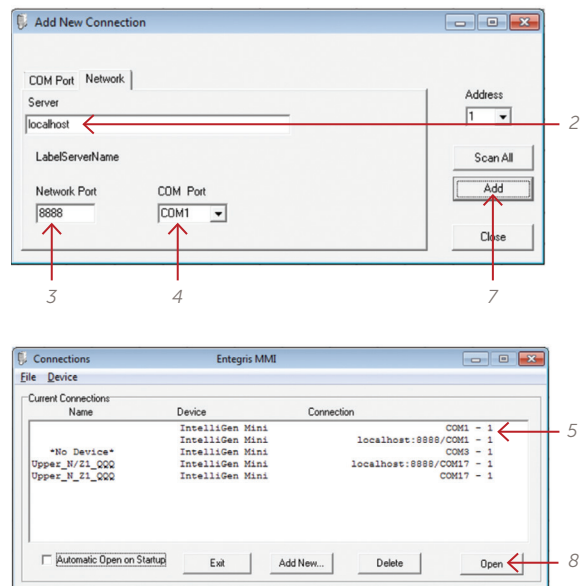 Add New Connection
COM Port Network
Server
localhost
Address
1
2
LabelServerName
Scan All
Network Port COM Port
Add
8888 COM1
Close
3 4 7
Connections Entegris MMI
File Device
Current Connections
Name Device Connection
IntelliGen Mini COM1 - 1
5
IntelliGen Mini localhost:8888/COM1 - 1
*No Device* IntelliGen Mini COM3 - 1
Upper_N/Z1_QQQ IntelliGen Mini localhost:8888/COM17 - 1
Upper_N_Z1_QQQ IntelliGen Mini COM17 - 1
Automatic Open on Startup Exit Add New... Delete Open 8